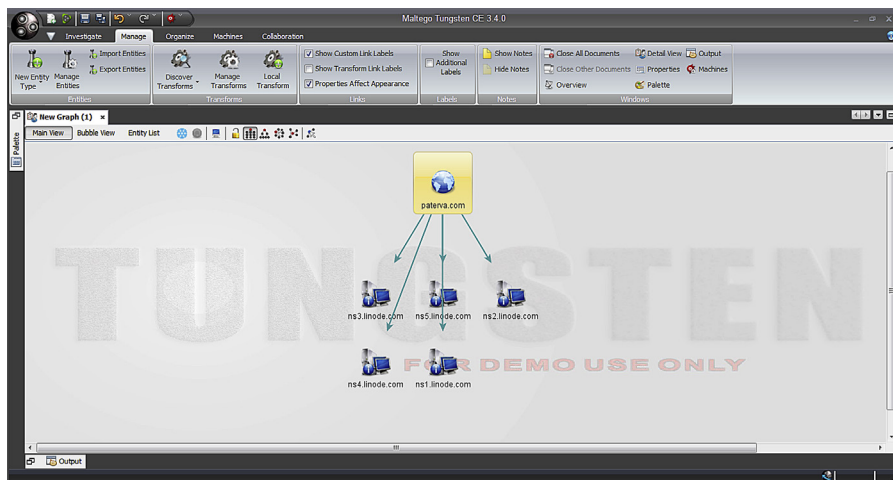 Maltego Tungsten CE 3.4.0
Investigate Manage Organize Machines Collaboration
New Entity Type
Manage Entities
Import Entities
Export Entities
Entities
Discover Transforms
Manage Transforms
Local Transform
Transforms
Show Custom Link Labels
Show Transform Link Labels
Properties Affect Appearance
Links
Show Additional Labels
Labels
Show Notes
Hide Notes
Notes
Close All Documents
Close Other Documents
Overview
Detail View
Properties
Palette
Output
Machines
Windows
New Graph (1)
Palette
Main View Bubble View Entity List
paterva.com
TUNGSTEN
ns3.linode.com ns5.linode.com ns2.linode.com
FOR DEMO USE ONLY
ns4.linode.com ns1.linode.com
Output